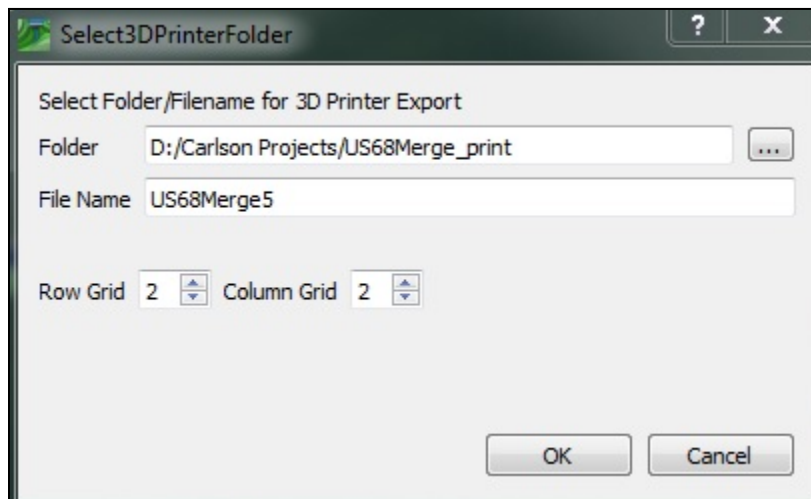 Select3DPrinterFolder ? X
Select Folder/Filename for 3D Printer Export
Folder D:/Carlson Projects/US68Merge_print ...
File Name US68Merge5
Row Grid 2 Column Grid 2
OK Cancel